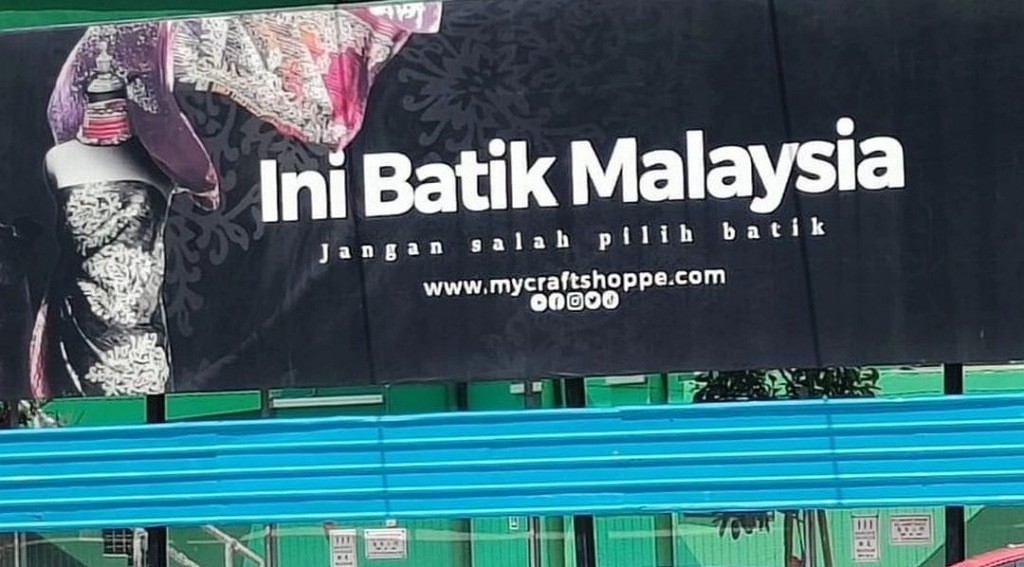 Ini Batik Malaysia
Jangan salah pilih batik
www.mycraftshoppe.com